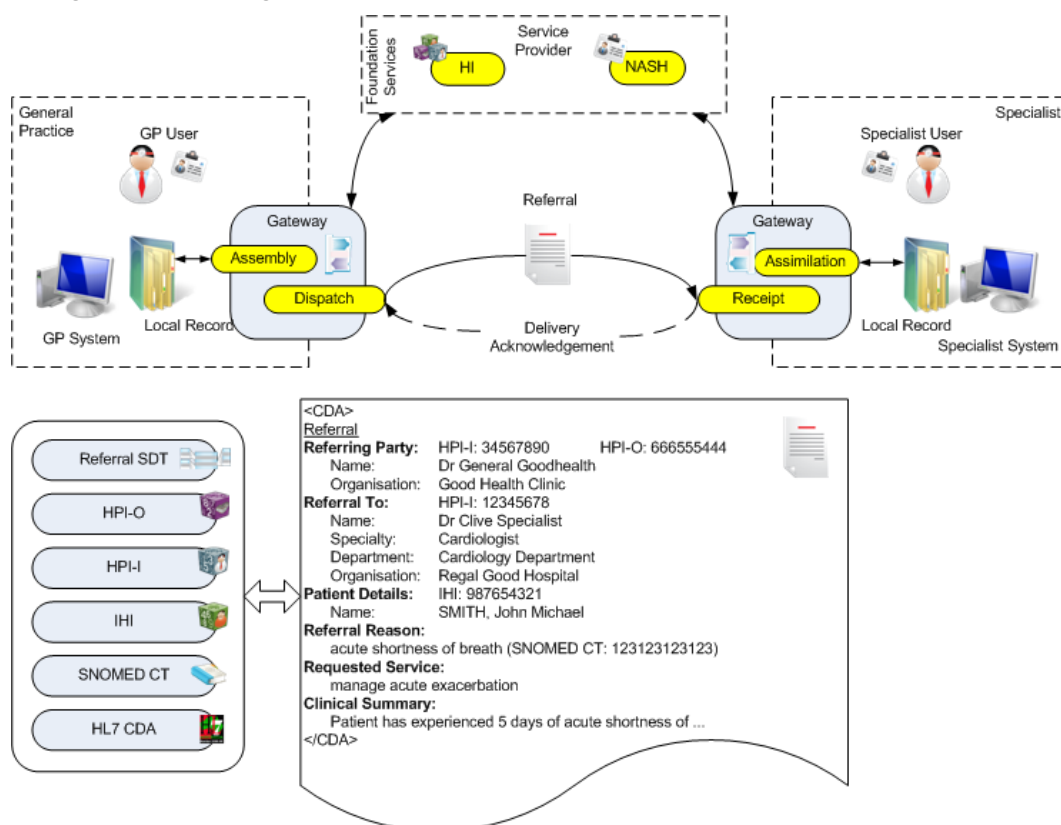 Service
Provider
Foundation
Services
HI
NASH
General
Practice
GP User
Gateway
Assembly
Dispatch
Local Record
GP System
Referral
Delivery
Acknowledgement
Specialist
Specialist User
Gateway
Assimilation
Receipt
Local Record
Specialist System
Referral SDT
HPI-O
HPI-I
IHI
SNOMED CT
HL7 CDA
<CDA>
Referral
Referring Party: HPI-I: 34567890 HPI-O: 666555444
Name: Dr General Goodhealth
Organisation: Good Health Clinic
Referral To: HPI-I: 12345678
Name: Dr Clive Specialist
Specialty: Cardiologist
Department: Cardiology Department
Organisation: Regal Good Hospital
Patient Details: IHI: 987654321
Name: SMITH, John Michael
Referral Reason:
acute shortness of breath (SNOMED CT: 123123123123)
Requested Service:
manage acute exacerbation
Clinical Summary:
Patient has experienced 5 days of acute shortness of ...
</CDA>